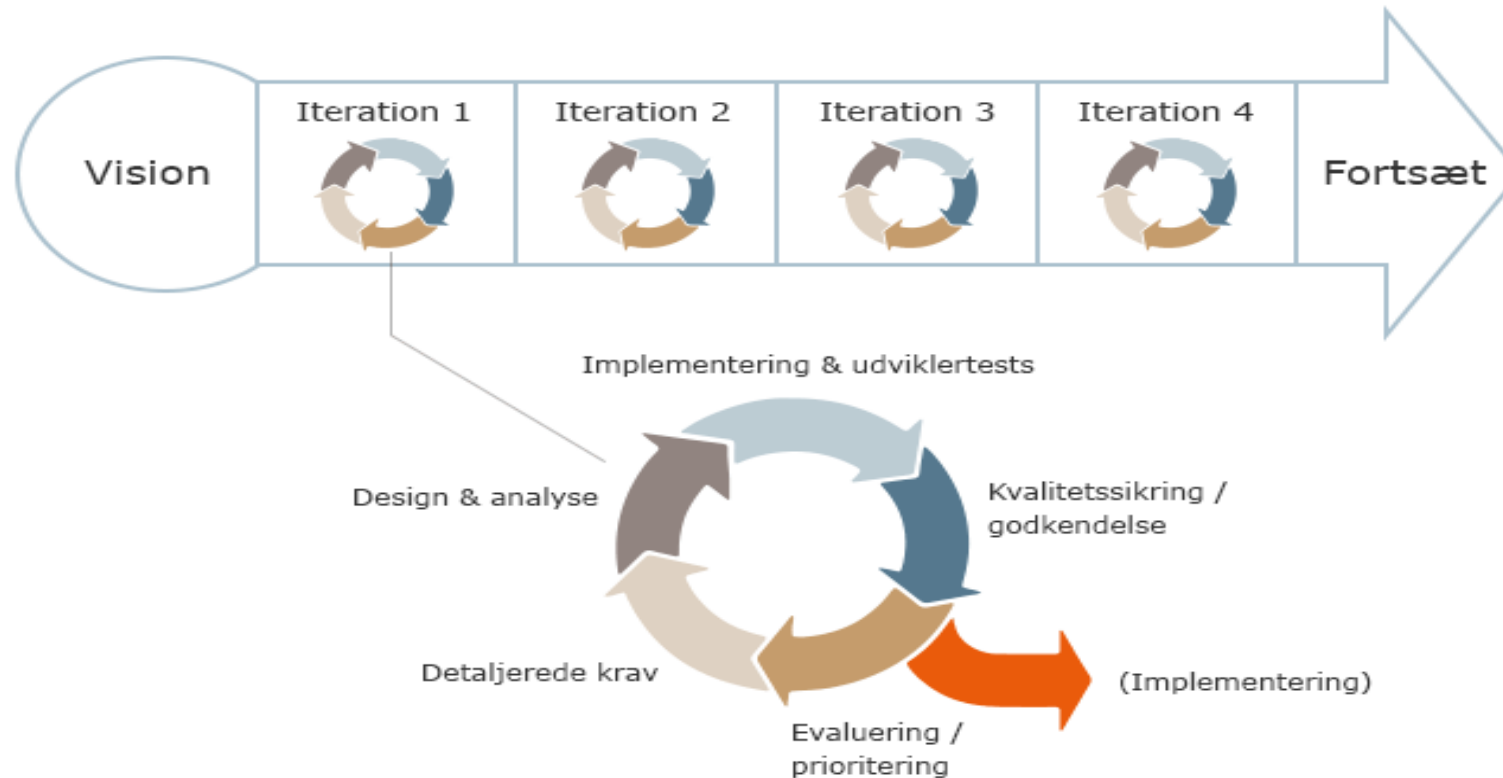 Vision
Iteration 1
Iteration 2
Iteration 3
Iteration 4
Fortsæt
Implementering & udviklertests
Design & analyse
Kvalitetssikring /
godkendelse
Detaljerede krav
(Implementering)
Evaluering /
prioritering